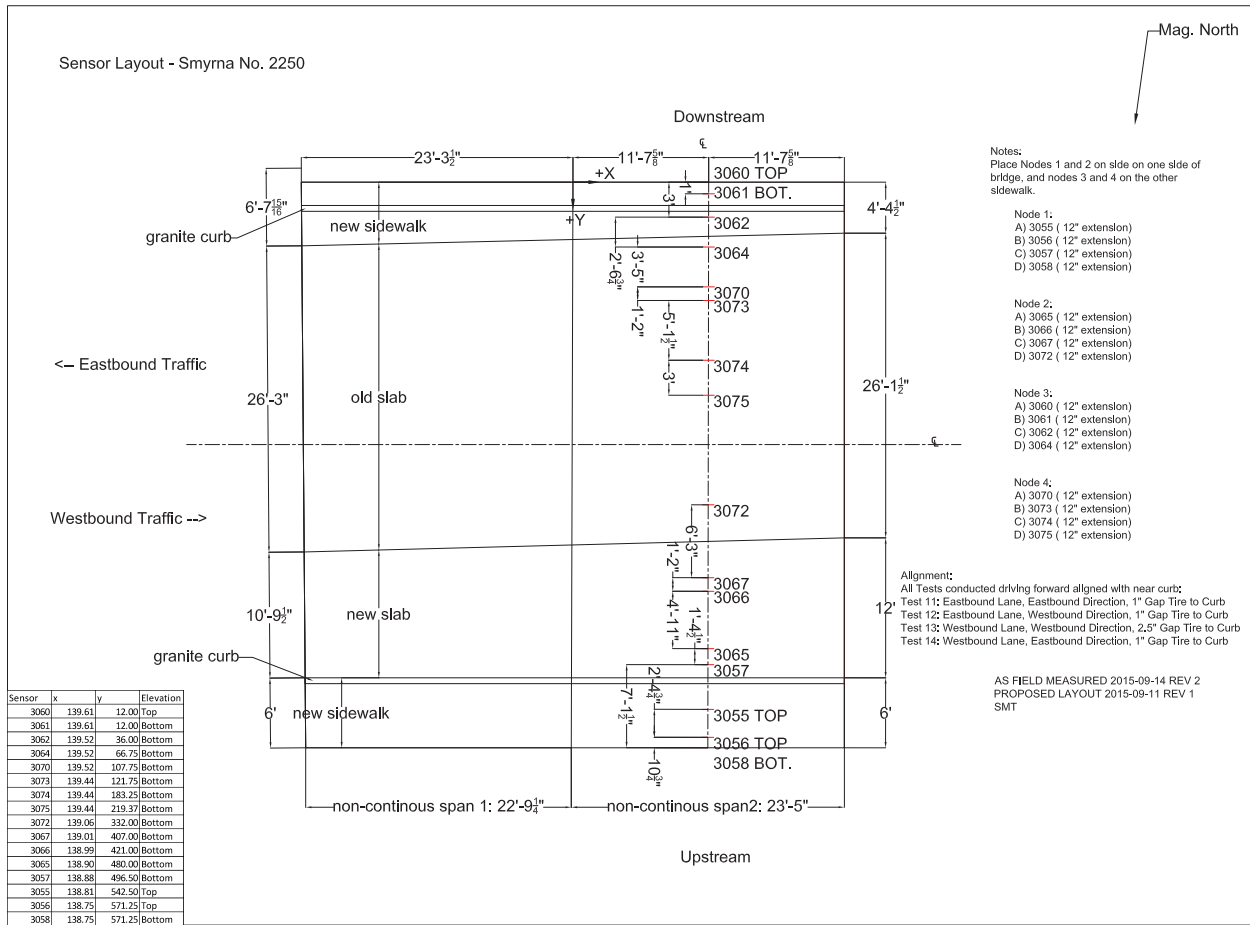 Mag. North
Sensor Layout - Smyrna No. 2250
Downstream
℄
23'-3½"
11'-7⅝"
11'-7⅝"
+X
3060 TOP
1"
3061 BOT.
3'
6'-7 15/16"
4'-4½"
+Y
granite curb
new sidewalk
3062
3064
3'-5"
2'-6¾"
3070
3073
1'-2"
5'-1½"
<-- Eastbound Traffic
3074
3'
26'-3"
old slab
26'-1½"
3075
℄
Westbound Traffic -->
3072
6'-3"
1'-2"
3067
3066
10'-9½"
new slab
4'-11"
1'-4½"
12'
granite curb
3065
3057
2'-4¾"
7'-1½"
6'
new sidewalk
3055 TOP
6'
3056 TOP
3058 BOT.
10¾"
non-continous span 1: 22'-9¼"
non-continous span2: 23'-5"
Upstream
Notes:
Place Nodes 1 and 2 on side on one side of
bridge, and nodes 3 and 4 on the other
sidewalk.
Node 1:
A) 3055 ( 12" extension)
B) 3056 ( 12" extension)
C) 3057 ( 12" extension)
D) 3058 ( 12" extension)
Node 2:
A) 3065 ( 12" extension)
B) 3066 ( 12" extension)
C) 3067 ( 12" extension)
D) 3072 ( 12" extension)
Node 3:
A) 3060 ( 12" extension)
B) 3061 ( 12" extension)
C) 3062 ( 12" extension)
D) 3064 ( 12" extension)
Node 4:
A) 3070 ( 12" extension)
B) 3073 ( 12" extension)
C) 3074 ( 12" extension)
D) 3075 ( 12" extension)
Alignment:
All Tests conducted driving forward aligned with near curb:
Test 11: Eastbound Lane, Eastbound Direction, 1" Gap Tire to Curb
Test 12: Eastbound Lane, Westbound Direction, 1" Gap Tire to Curb
Test 13: Westbound Lane, Westbound Direction, 2.5" Gap Tire to Curb
Test 14: Westbound Lane, Eastbound Direction, 1" Gap Tire to Curb
AS FIELD MEASURED 2015-09-14 REV 2
PROPOSED LAYOUT 2015-09-11 REV 1
SMT
Sensor x y Elevation
3060 139.61 12.00 Top
3061 139.61 12.00 Bottom
3062 139.52 36.00 Bottom
3064 139.52 66.75 Bottom
3070 139.52 107.75 Bottom
3073 139.44 121.75 Bottom
3074 139.44 183.25 Bottom
3075 139.44 219.37 Bottom
3072 139.06 332.00 Bottom
3067 139.01 407.00 Bottom
3066 138.99 421.00 Bottom
3065 138.90 480.00 Bottom
3057 138.88 496.50 Bottom
3055 138.81 542.50 Top
3056 138.75 571.25 Top
3058 138.75 571.25 Bottom